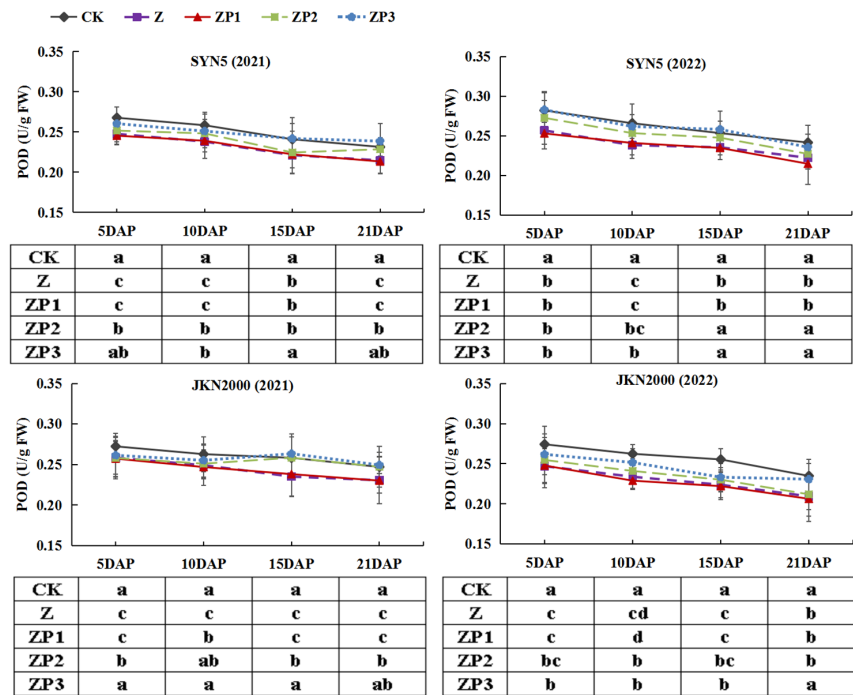 CK Z ZP1 ZP2 ZP3
SYN5 (2021)
POD (U/g FW)
0.35
0.30
0.25
0.20
0.15
5DAP 10DAP 15DAP 21DAP
CK a a a a
Z c c b c
ZP1 c c b c
ZP2 b b b b
ZP3 ab b a ab
SYN5 (2022)
POD (U/g FW)
0.35
0.30
0.25
0.20
0.15
5DAP 10DAP 15DAP 21DAP
CK a a a a
Z b c b b
ZP1 b c b b
ZP2 b bc a a
ZP3 b b a a
JKN2000 (2021)
POD (U/g FW)
0.35
0.30
0.25
0.20
0.15
5DAP 10DAP 15DAP 21DAP
CK a a a a
Z c c c c
ZP1 c b c c
ZP2 b ab b b
ZP3 a a a ab
JKN2000 (2022)
POD (U/g FW)
0.35
0.30
0.25
0.20
0.15
5DAP 10DAP 15DAP 21DAP
CK a a a a
Z c cd c b
ZP1 c d c b
ZP2 bc b bc b
ZP3 b b b a